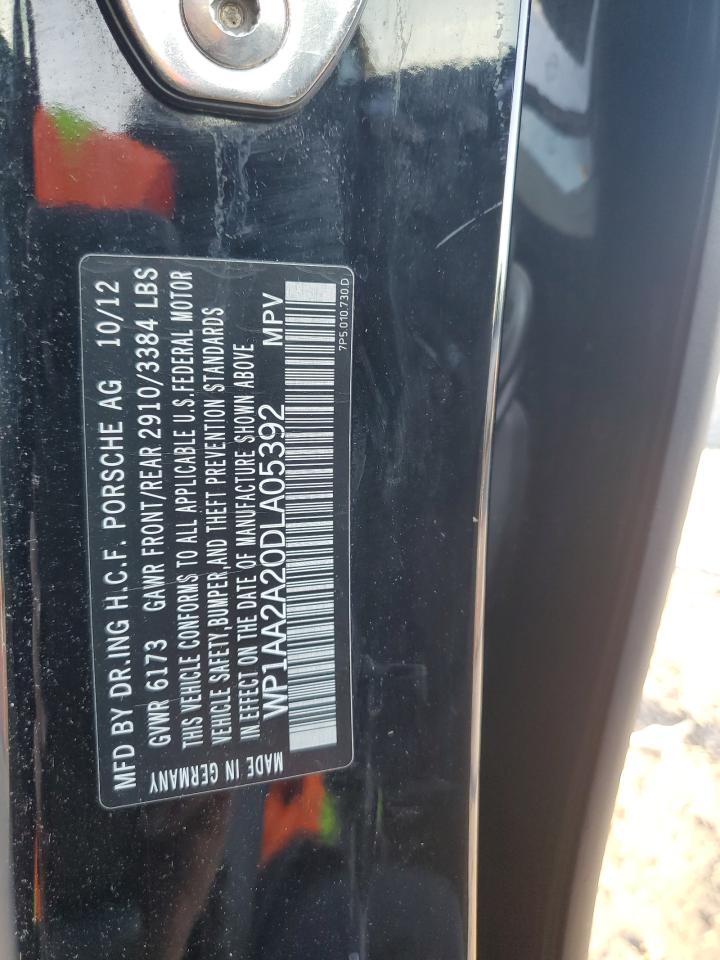 MFD BY DR.ING H.C.F. PORSCHE AG 10/12
GVWR 6173 GAWR FRONT/REAR 2910/3384 LBS
THIS VEHICLE CONFORMS TO ALL APPLICABLE U.S.FEDERAL MOTOR
VEHICLE SAFETY,BUMPER,AND THEFT PREVENTION STANDARDS
IN EFFECT ON THE DATE OF MANUFACTURE SHOWN ABOVE
WP1AA2A20DLA05392 MPV
MADE IN GERMANY
7P5.010.730.D